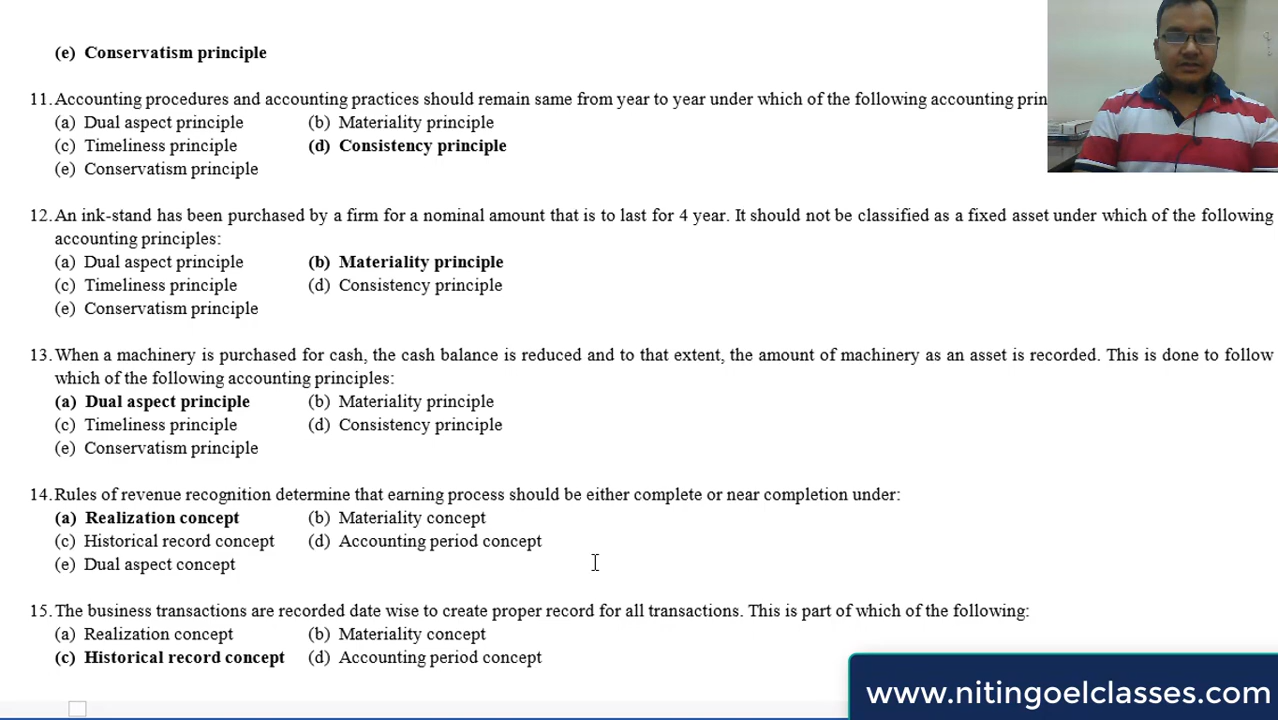 (e) Conservatism principle
11. Accounting procedures and accounting practices should remain same from year to year under which of the following accounting prin
(a) Dual aspect principle (b) Materiality principle
(c) Timeliness principle (d) Consistency principle
(e) Conservatism principle
12. An ink-stand has been purchased by a firm for a nominal amount that is to last for 4 year. It should not be classified as a fixed asset under which of the following
accounting principles:
(a) Dual aspect principle (b) Materiality principle
(c) Timeliness principle (d) Consistency principle
(e) Conservatism principle
13. When a machinery is purchased for cash, the cash balance is reduced and to that extent, the amount of machinery as an asset is recorded. This is done to follow
which of the following accounting principles:
(a) Dual aspect principle (b) Materiality principle
(c) Timeliness principle (d) Consistency principle
(e) Conservatism principle
14. Rules of revenue recognition determine that earning process should be either complete or near completion under:
(a) Realization concept (b) Materiality concept
(c) Historical record concept (d) Accounting period concept
(e) Dual aspect concept
15. The business transactions are recorded date wise to create proper record for all transactions. This is part of which of the following:
(a) Realization concept (b) Materiality concept
(c) Historical record concept (d) Accounting period concept
www.nitingoelclasses.com